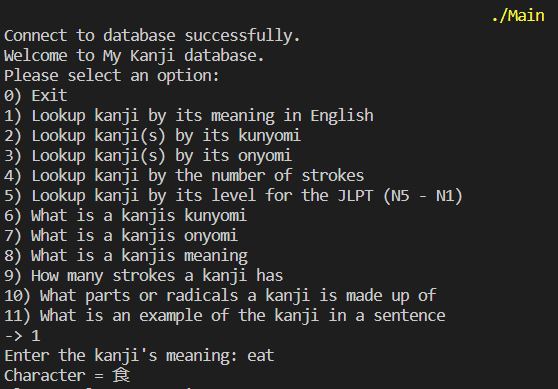 ./Main
Connect to database successfully.
Welcome to My Kanji database.
Please select an option:
0) Exit
1) Lookup kanji by its meaning in English
2) Lookup kanji(s) by its kunyomi
3) Lookup kanji(s) by its onyomi
4) Lookup kanji by the number of strokes
5) Lookup kanji by its level for the JLPT (N5 - N1)
6) What is a kanjis kunyomi
7) What is a kanjis onyomi
8) What is a kanjis meaning
9) How many strokes a kanji has
10) What parts or radicals a kanji is made up of
11) What is an example of the kanji in a sentence
-> 1
Enter the kanji's meaning: eat
Character = 食